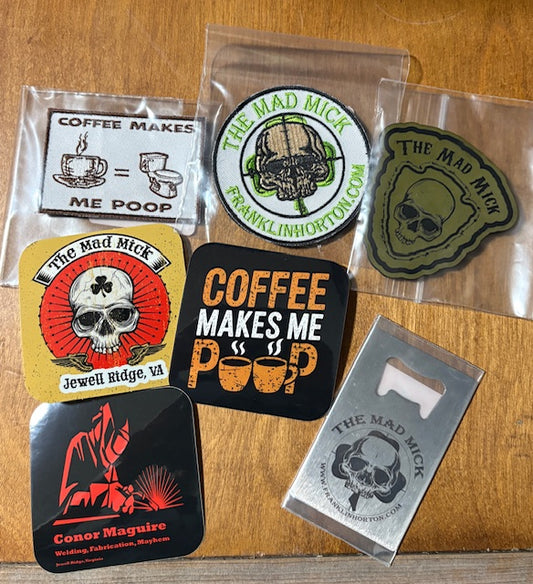 COFFEE MAKES
=
ME POOP
THE MAD MICK
FRANKLINHORTON.COM
THE MAD MICK
The Mad Mick
Jewell Ridge, VA
COFFEE
MAKES ME
POOP
Conor Maguire
Welding, Fabrication, Mayhem
Jewell Ridge, Virginia
THE MAD MICK
WWW.FRANKLINHORTON.COM